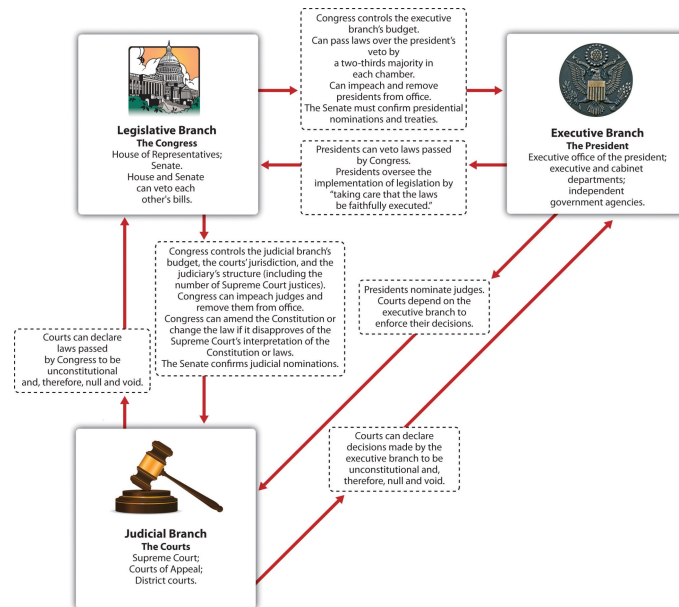 Congress controls the executive
branch's budget.
Can pass laws over the president's
veto by
a two-thirds majority in
each chamber.
Can impeach and remove
presidents from office.
The Senate must confirm presidential
nominations and treaties.
Legislative Branch
The Congress
House of Representatives;
Senate.
House and Senate
can veto each
other's bills.
Executive Branch
The President
Executive office of the president;
executive and cabinet
departments;
independent
government agencies.
Presidents can veto laws passed
by Congress.
Presidents oversee the
implementation of legislation by
“taking care that the laws
be faithfully executed.”
Congress controls the judicial branch's
budget, the courts' jurisdiction, and the
judiciary's structure (including the
number of Supreme Court justices).
Congress can impeach judges and
remove them from office.
Congress can amend the Constitution or
change the law if it disapproves of the
Supreme Court's interpretation of the
Constitution or laws.
The Senate confirms judicial nominations.
Presidents nominate judges.
Courts depend on the
executive branch to
enforce their decisions.
Courts can declare
laws passed
by Congress to be
unconstitutional
and, therefore, null and void.
Courts can declare
decisions made by the
executive branch to be
unconstitutional and,
therefore, null and void.
Judicial Branch
The Courts
Supreme Court;
Courts of Appeal;
District courts.